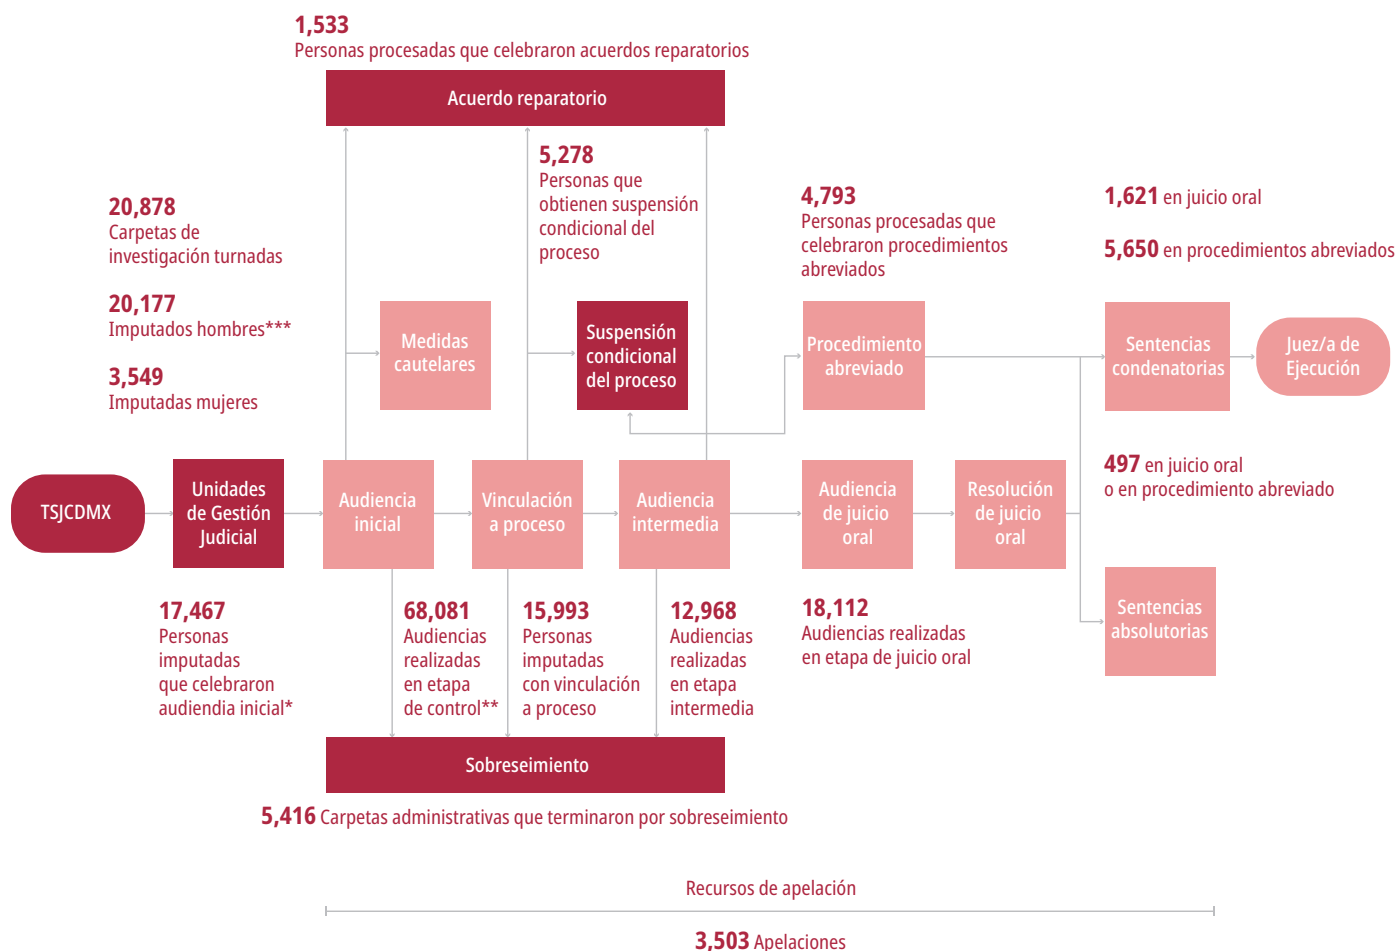 1,533
Personas procesadas que celebraron acuerdos reparatorios
Acuerdo reparatorio
20,878
Carpetas de
investigación turnadas
20,177
Imputados hombres***
3,549
Imputadas mujeres
5,278
Personas que
obtienen suspensión
condicional del
proceso
4,793
Personas procesadas que
celebraron procedimientos
abreviados
1,621 en juicio oral
5,650 en procedimientos abreviados
Medidas
cautelares
Suspensión
condicional
del proceso
Procedimiento
abreviado
Sentencias
condenatorias
Juez/a de
Ejecución
497 en juicio oral
o en procedimiento abreviado
TSJCDMX
Unidades
de Gestión
Judicial
Audiencia
inicial
Vinculación
a proceso
Audiencia
intermedia
Audiencia
de juicio
oral
Resolución
de juicio
oral
Sentencias
absolutorias
17,467
Personas
imputadas
que celebraron
audiendia inicial*
68,081
Audiencias
realizadas
en etapa
de control**
15,993
Personas
imputadas
con vinculación
a proceso
12,968
Audiencias
realizadas
en etapa
intermedia
18,112
Audiencias realizadas
en etapa de juicio oral
Sobreseimiento
5,416 Carpetas administrativas que terminaron por sobreseimiento
Recursos de apelación
3,503 Apelaciones